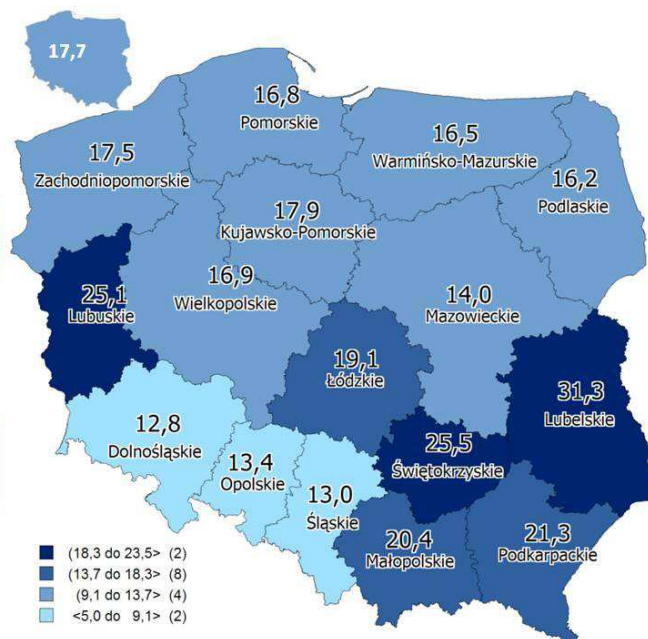 17,7
16,8
Pomorskie
16,5
Warmińsko-Mazurskie
17,5
Zachodniopomorskie
16,2
Podlaskie
17,9
Kujawsko-Pomorskie
16,9
Wielkopolskie
14,0
Mazowieckie
25,1
Lubuskie
19,1
Łódzkie
31,3
Lubelskie
12,8
Dolnośląskie
13,4
Opolskie
13,0
Śląskie
25,5
Świętokrzyskie
20,4
Małopolskie
21,3
Podkarpackie
(18,3 do 23,5> (2)
(13,7 do 18,3> (8)
(9,1 do 13,7> (4)
<5,0 do 9,1> (2)